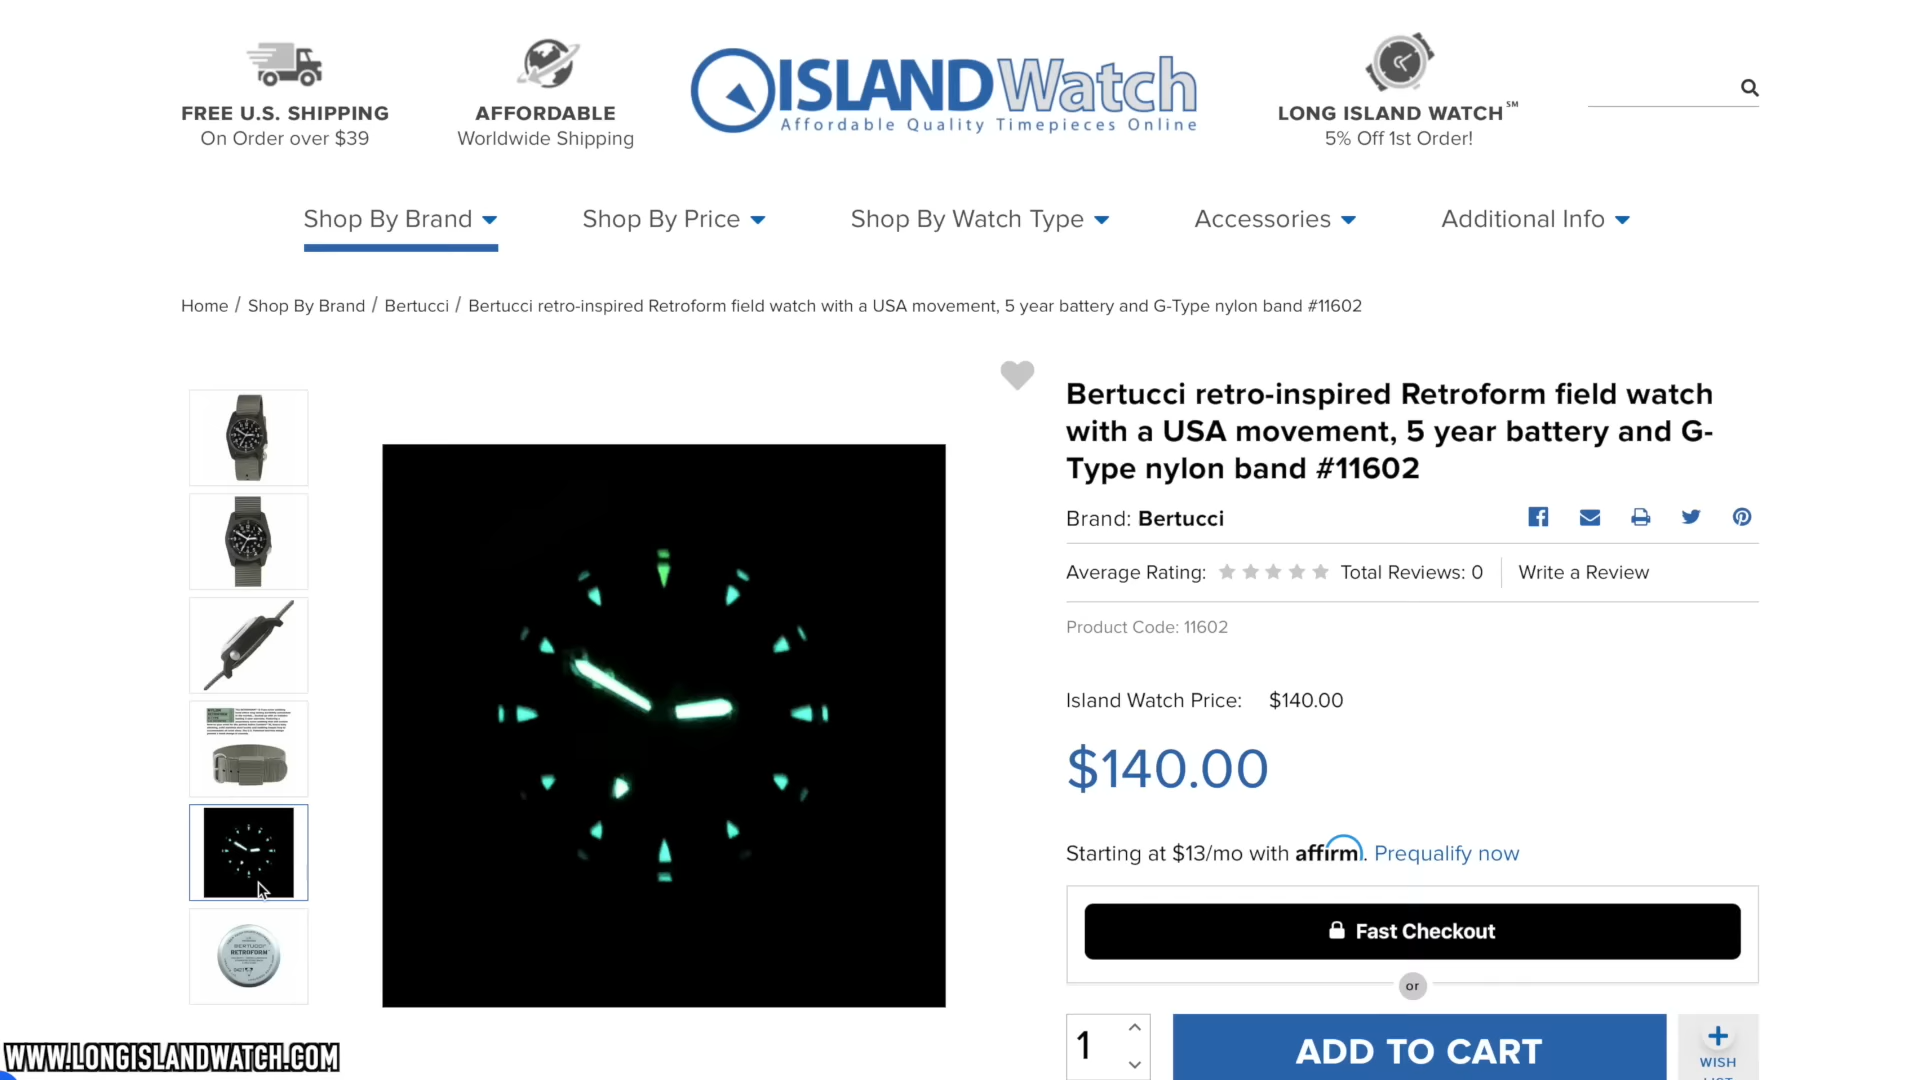 FREE U.S. SHIPPING
On Order over $39
AFFORDABLE
Worldwide Shipping
ISLAND Watch
Affordable Quality Timepieces Online
LONG ISLAND WATCH℠
5% Off 1st Order!
Shop By Brand
Shop By Price
Shop By Watch Type
Accessories
Additional Info
Home / Shop By Brand / Bertucci / Bertucci retro-inspired Retroform field watch with a USA movement, 5 year battery and G-Type nylon band #11602
Bertucci retro-inspired Retroform field watch
with a USA movement, 5 year battery and G-
Type nylon band #11602
Brand: Bertucci
Average Rating:
Total Reviews: 0
Write a Review
Product Code: 11602
Island Watch Price: $140.00
$140.00
Starting at $13/mo with affirm. Prequalify now
Fast Checkout
or
1
ADD TO CART
WISH
BERTUCCI
RETROFORM
WWW.LONGISLANDWATCH.COM